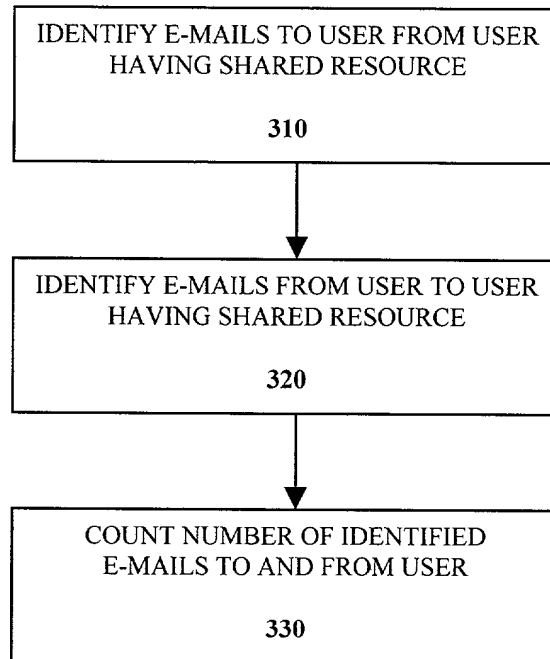 IDENTIFY E-MAILS TO USER FROM USER
HAVING SHARED RESOURCE
310
IDENTIFY E-MAILS FROM USER TO USER
HAVING SHARED RESOURCE
320
COUNT NUMBER OF IDENTIFIED
E-MAILS TO AND FROM USER
330